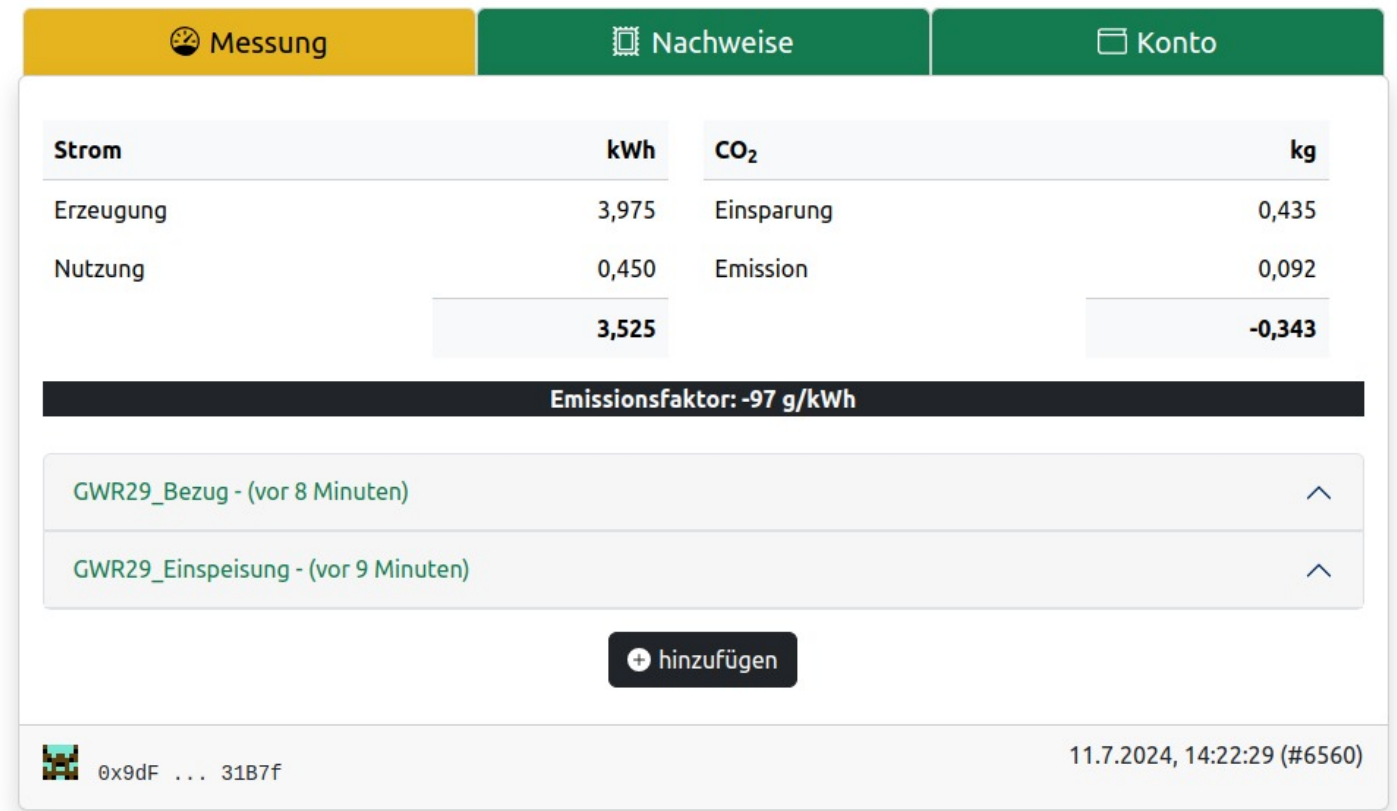 Messung Nachweise Konto
Strom kWh CO₂ kg
Erzeugung 3,975 Einsparung 0,435
Nutzung 0,450 Emission 0,092
3,525 -0,343
Emissionsfaktor: -97 g/kWh
GWR29_Bezug - (vor 8 Minuten)
GWR29_Einspeisung - (vor 9 Minuten)
hinzufügen
0x9dF ... 31B7f 11.7.2024, 14:22:29 (#6560)